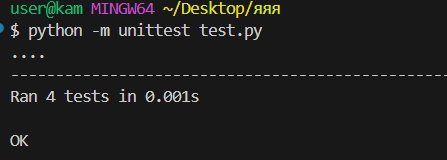 user@kam MINGW64 ~/Desktop/яяя
$ python -m unittest test.py
....
----------------------------------------------------------------------
Ran 4 tests in 0.001s
OK